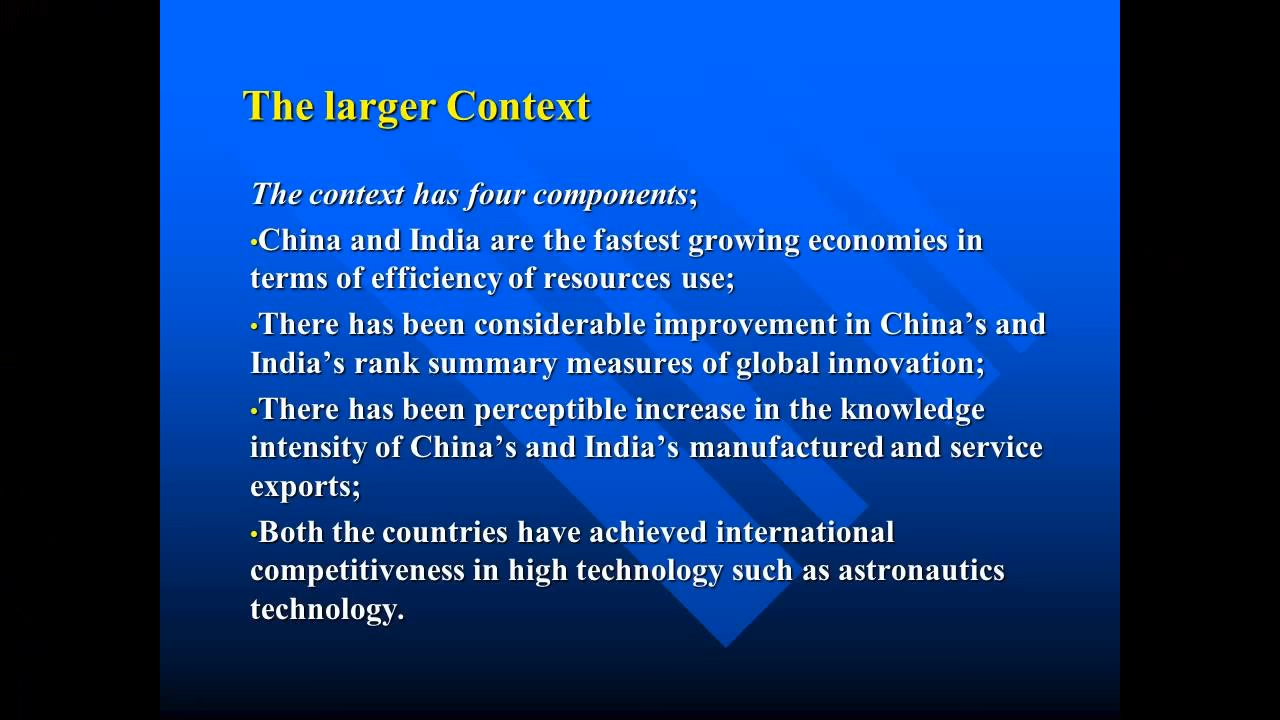 The larger Context
The context has four components;
•China and India are the fastest growing economies in
terms of efficiency of resources use;
•There has been considerable improvement in China’s and
India’s rank summary measures of global innovation;
•There has been perceptible increase in the knowledge
intensity of China’s and India’s manufactured and service
exports;
•Both the countries have achieved international
competitiveness in high technology such as astronautics
technology.